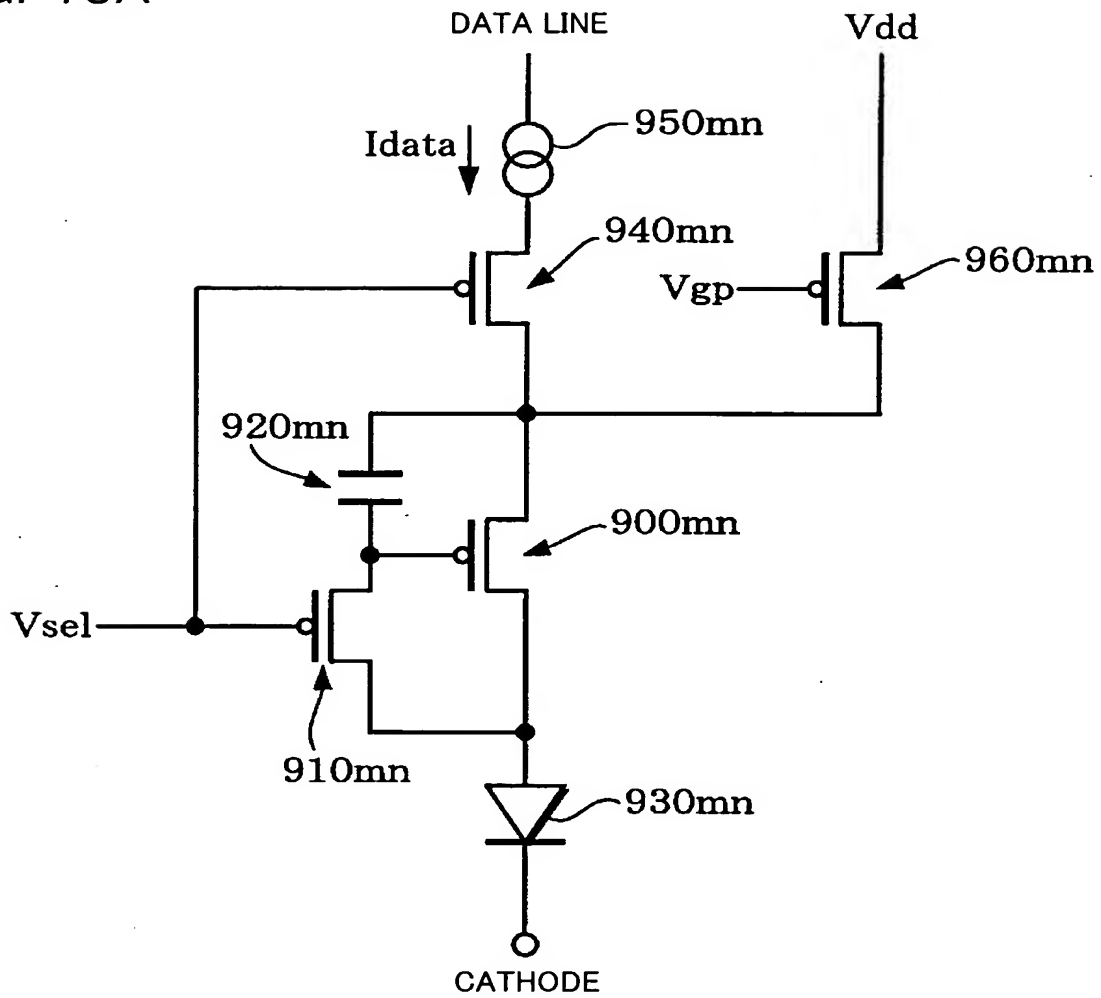 DATA LINE
Vdd
Idata
950mn
940mn
Vgp
960mn
920mn
900mn
Vsel
910mn
930mn
CATHODE